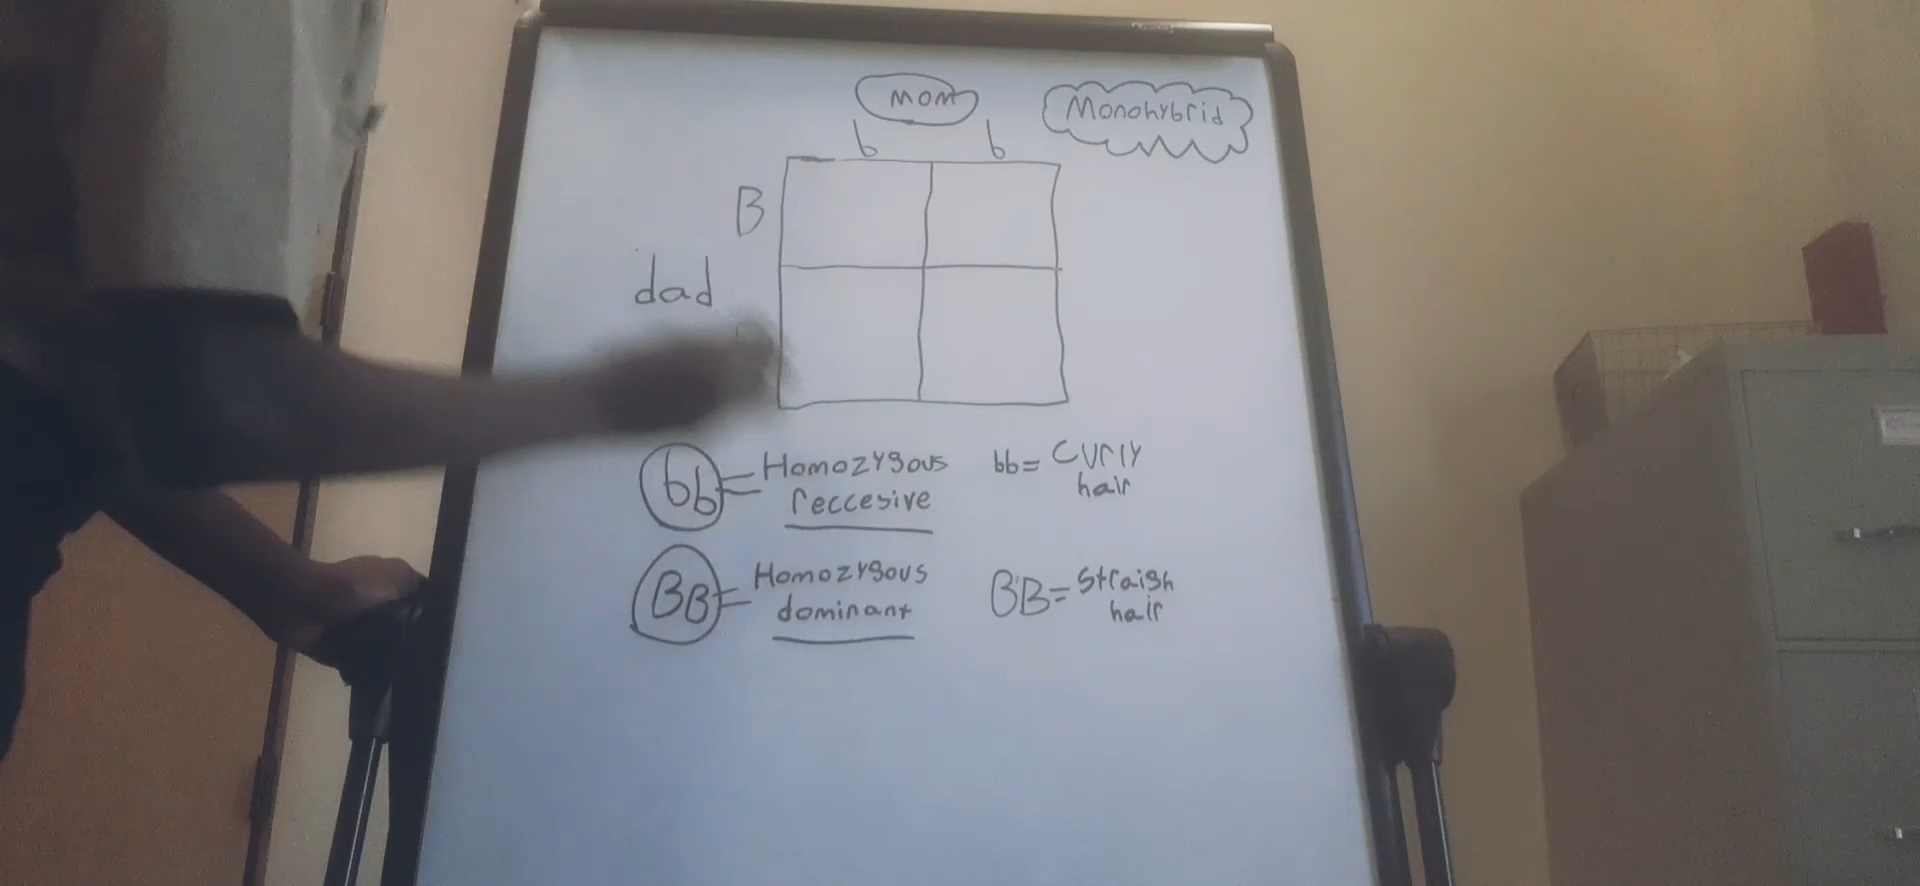 mom
Monohybrid
b b
B
dad
bb = Homozygous
reccesive
bb = curly
hair
BB = Homozygous
dominant
BB = Straigh
hair